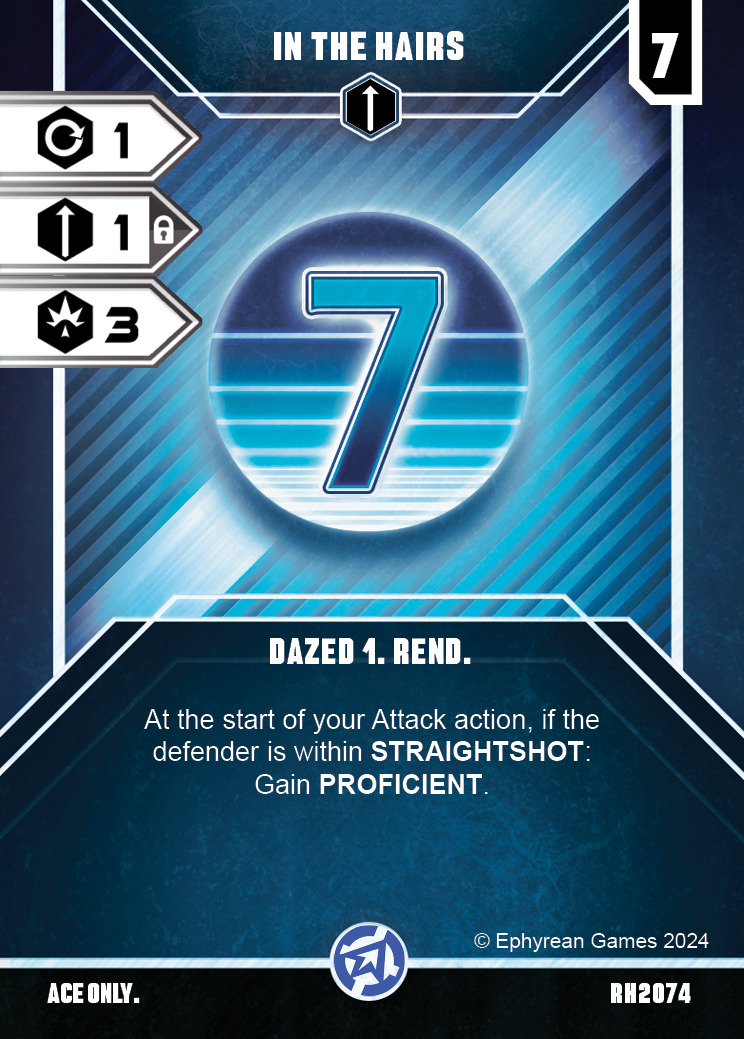 IN THE HAIRS
7
1
1
3
7
DAZED 1. REND.
At the start of your Attack action, if the
defender is within STRAIGHTSHOT:
Gain PROFICIENT.
© Ephyrean Games 2024
ACE ONLY.
RH2074